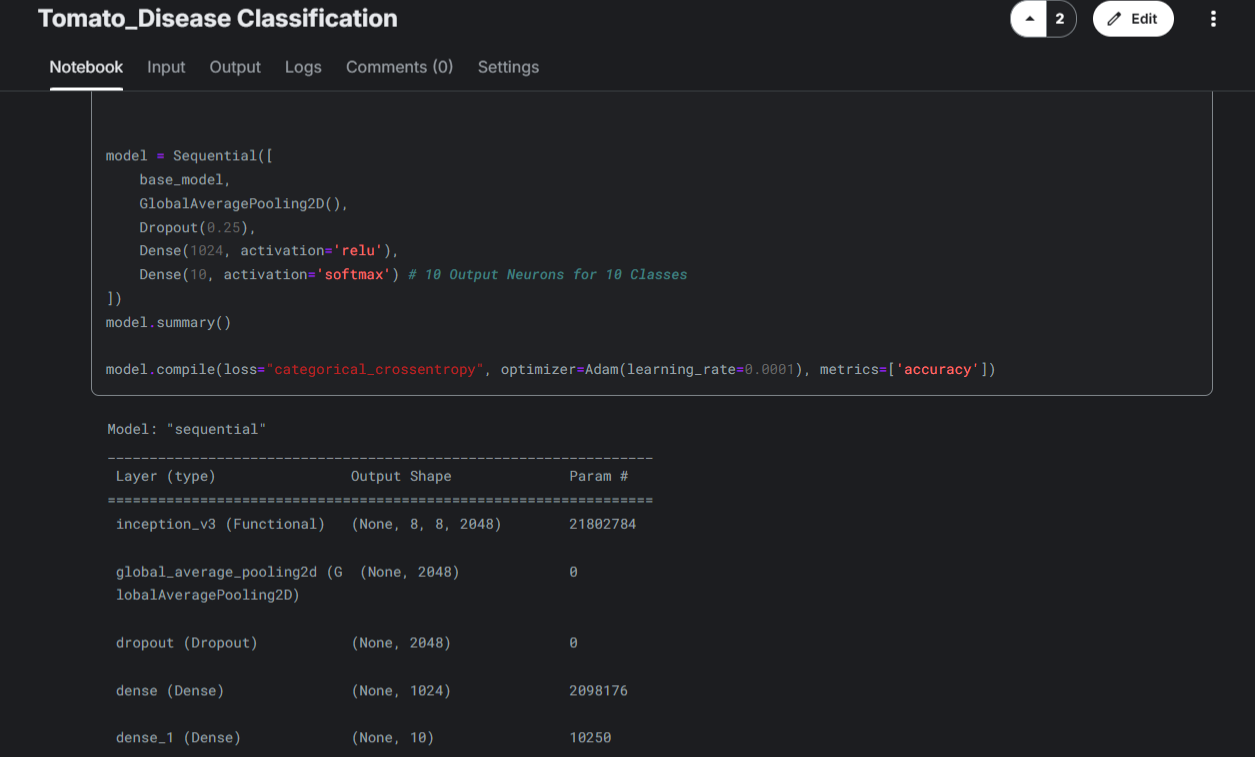 Tomato_Disease Classification
2
Edit
Notebook Input Output Logs Comments (0) Settings
model = Sequential([
    base_model,
    GlobalAveragePooling2D(),
    Dropout(0.25),
    Dense(1024, activation='relu'),
    Dense(10, activation='softmax') # 10 Output Neurons for 10 Classes
])
model.summary()
model.compile(loss="categorical_crossentropy", optimizer=Adam(learning_rate=0.0001), metrics=['accuracy'])
Model: "sequential"
_________________________________________________________________
Layer (type) Output Shape Param #
=================================================================
inception_v3 (Functional) (None, 8, 8, 2048) 21802784
global_average_pooling2d (G (None, 2048) 0
lobalAveragePooling2D)
dropout (Dropout) (None, 2048) 0
dense (Dense) (None, 1024) 2098176
dense_1 (Dense) (None, 10) 10250